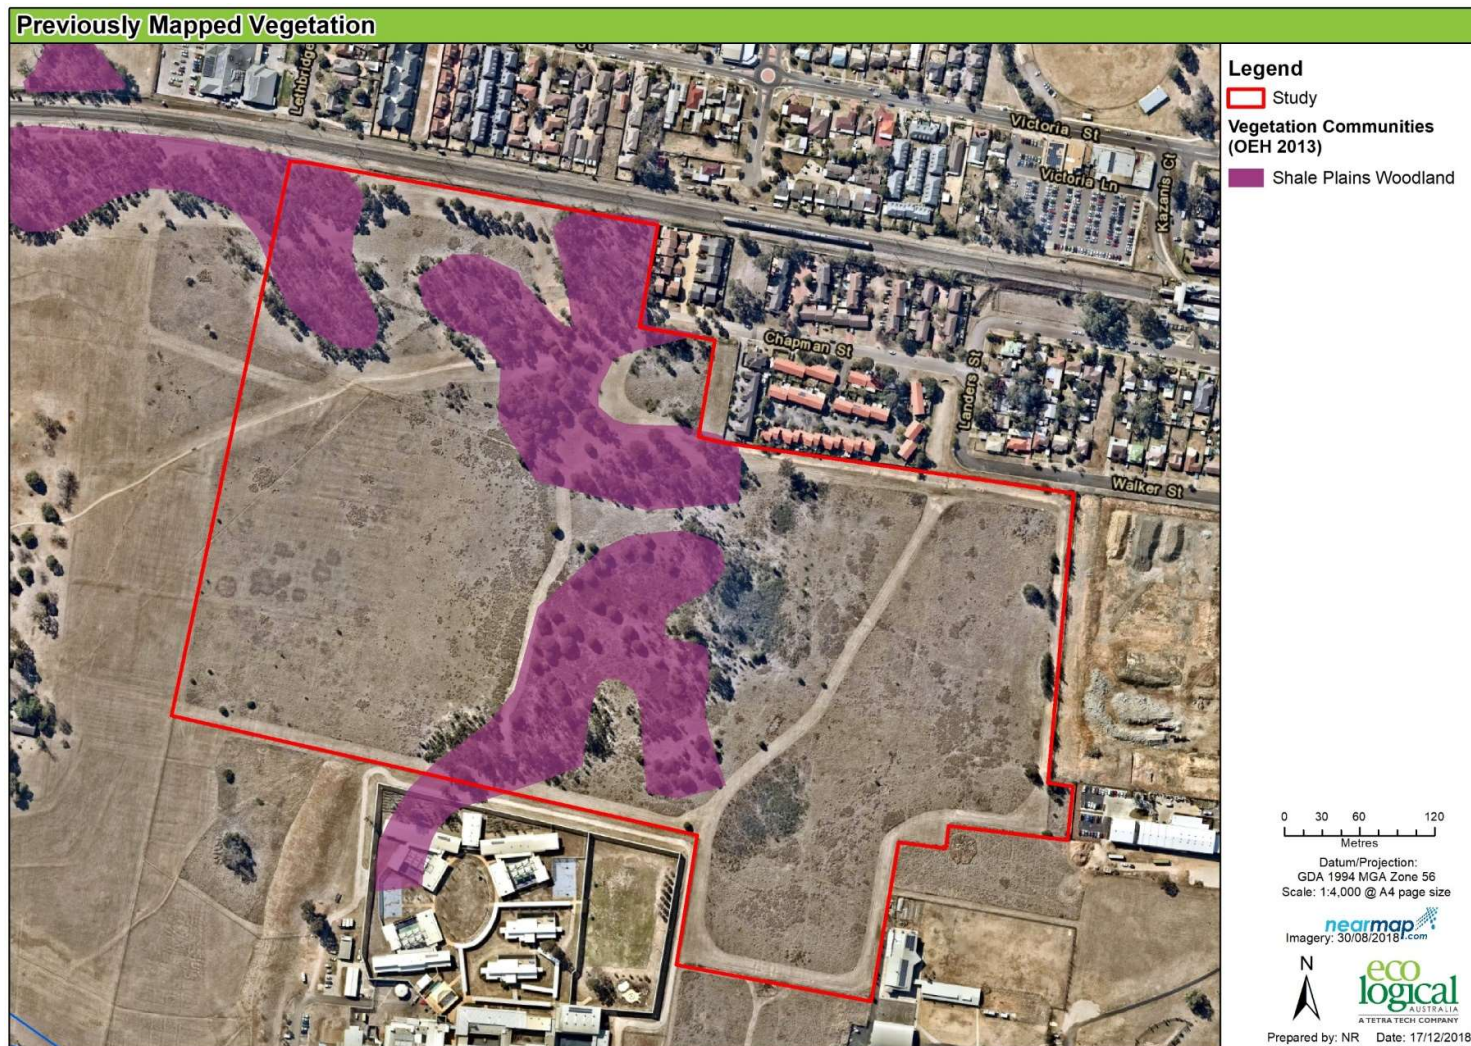 Previously Mapped Vegetation
Lethbridge
St
Victoria St
Victoria Ln
Kazanis Ct
Chapman St
Landers St
Walker St
Legend
Study
Vegetation Communities
(OEH 2013)
Shale Plains Woodland
0 30 60 120
Metres
Datum/Projection:
GDA 1994 MGA Zone 56
Scale: 1:4,000 @ A4 page size
nearmap
.com
Imagery: 30/08/2018
N
eco
logical
AUSTRALIA
A TETRA TECH COMPANY
Prepared by: NR Date: 17/12/2018